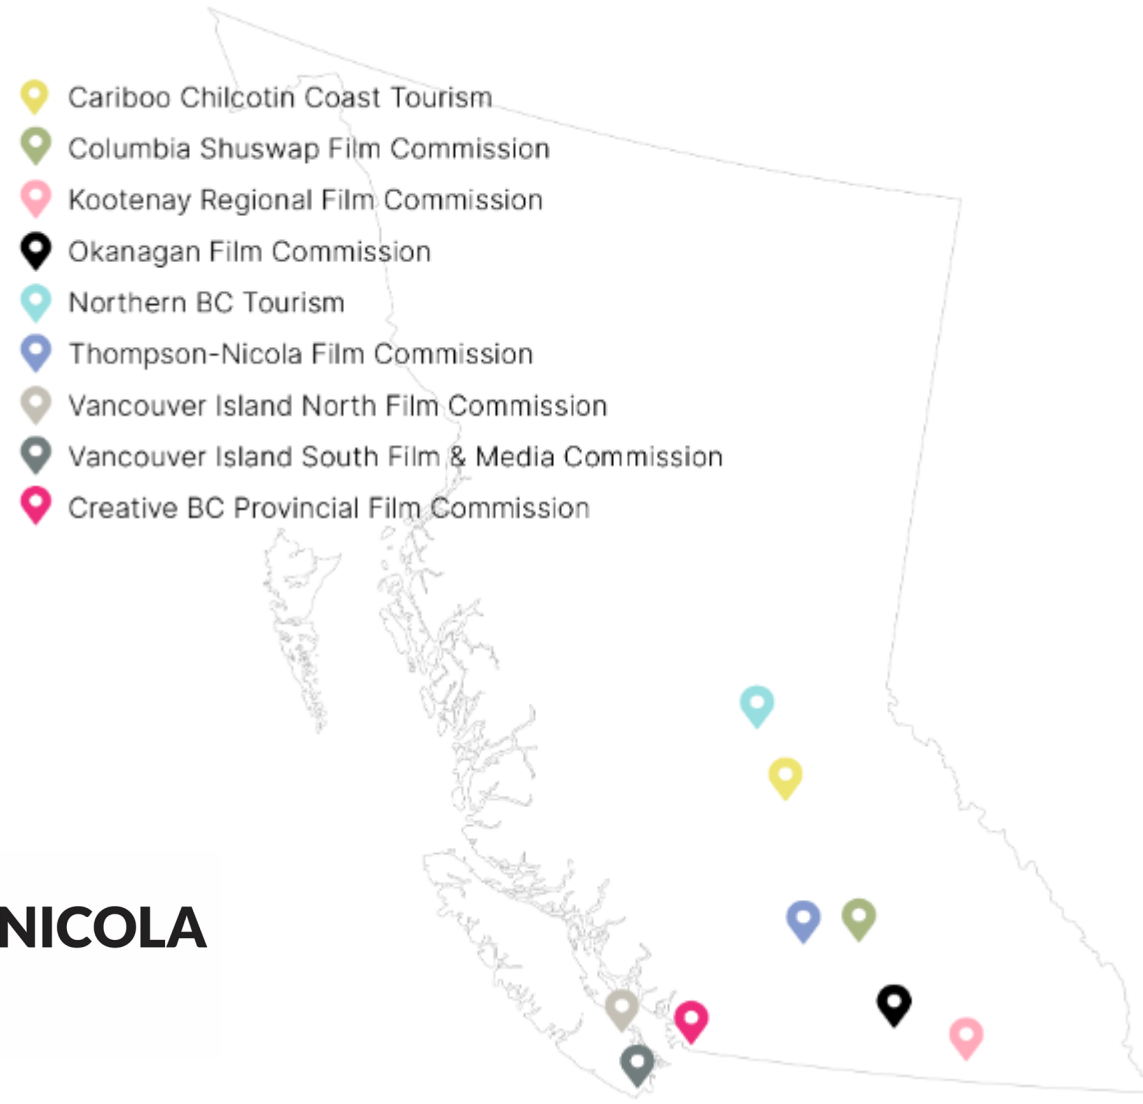 Cariboo Chilcotin Coast Tourism
Columbia Shuswap Film Commission
Kootenay Regional Film Commission
Okanagan Film Commission
Northern BC Tourism
Thompson-Nicola Film Commission
Vancouver Island North Film Commission
Vancouver Island South Film & Media Commission
Creative BC Provincial Film Commission
NICOLA